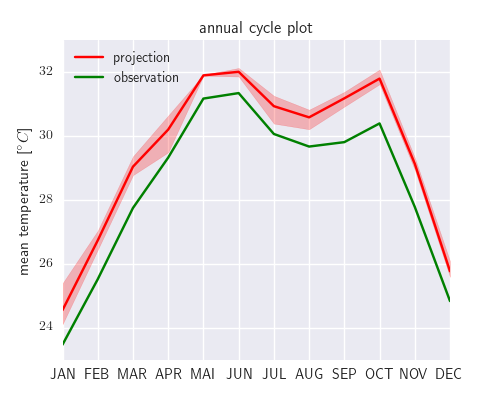 annual cycle plot
projection
observation
mean temperature [°C]
32
30
28
26
24
JAN FEB MAR APR MAI JUN JUL AUG SEP OCT NOV DEC